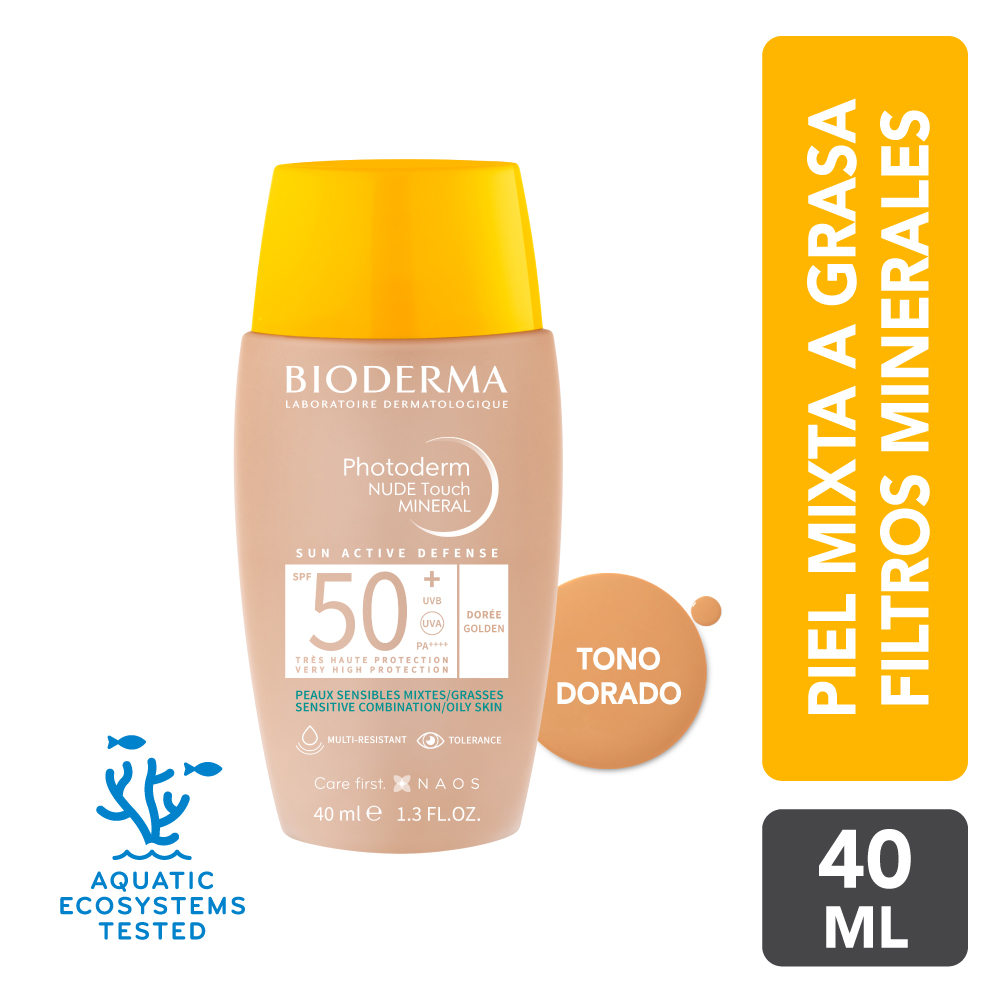 BIODERMA
LABORATOIRE DERMATOLOGIQUE
Photoderm
NUDE Touch
MINERAL
SUN ACTIVE DEFENSE
SPF 50+
UVB
UVA
PA++++
DORÉE
GOLDEN
TRÈS HAUTE PROTECTION
VERY HIGH PROTECTION
PEAUX SENSIBLES MIXTES/GRASSES
SENSITIVE COMBINATION/OILY SKIN
MULTI-RESISTANT TOLERANCE
Care first. NAOS
40 ml e 1.3 FL.OZ.
TONO
DORADO
AQUATIC
ECOSYSTEMS
TESTED
PIEL MIXTA A GRASA
FILTROS MINERALES
40
ML